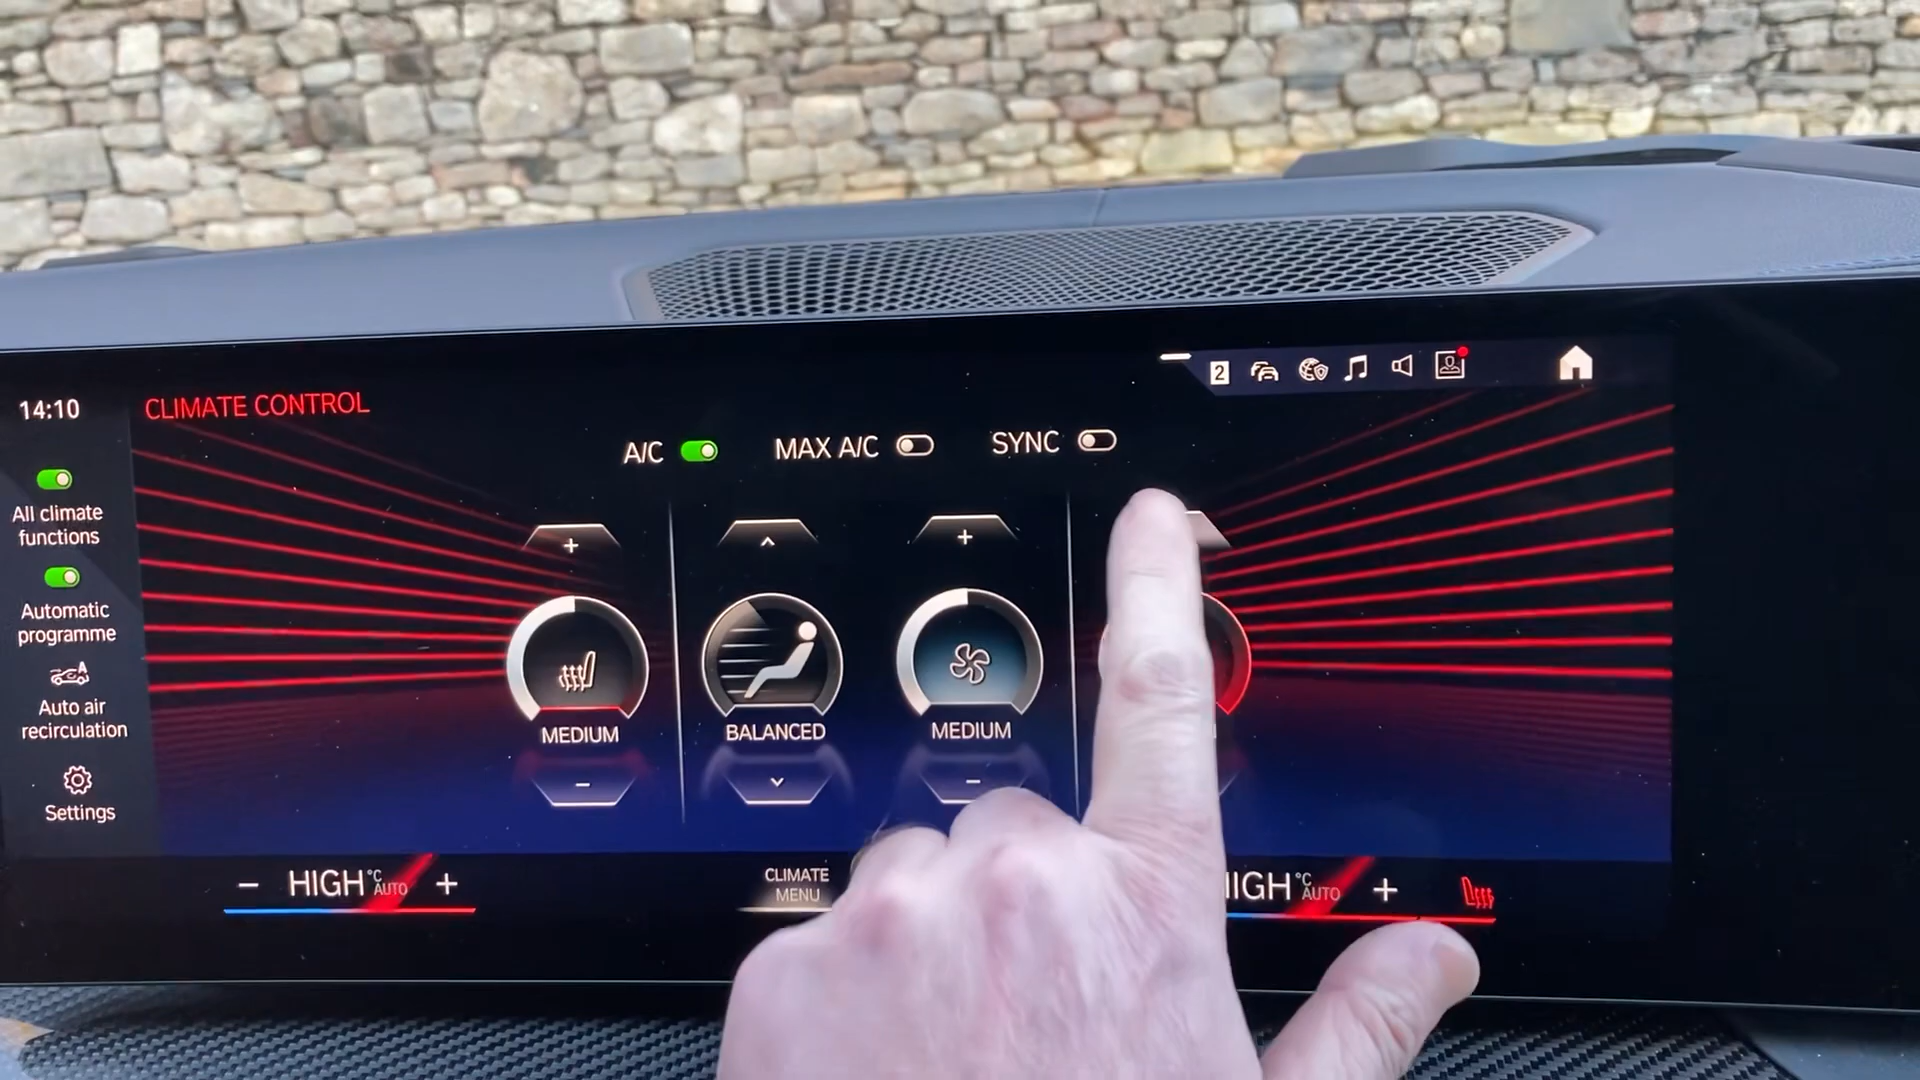 2
14:10
CLIMATE CONTROL
A/C
MAX A/C
SYNC
All climate
functions
Automatic
programme
A
Auto air
recirculation
Settings
+
+
MEDIUM
BALANCED
MEDIUM
−
−
− HIGH °C AUTO +
CLIMATE
MENU
°C AUTO +